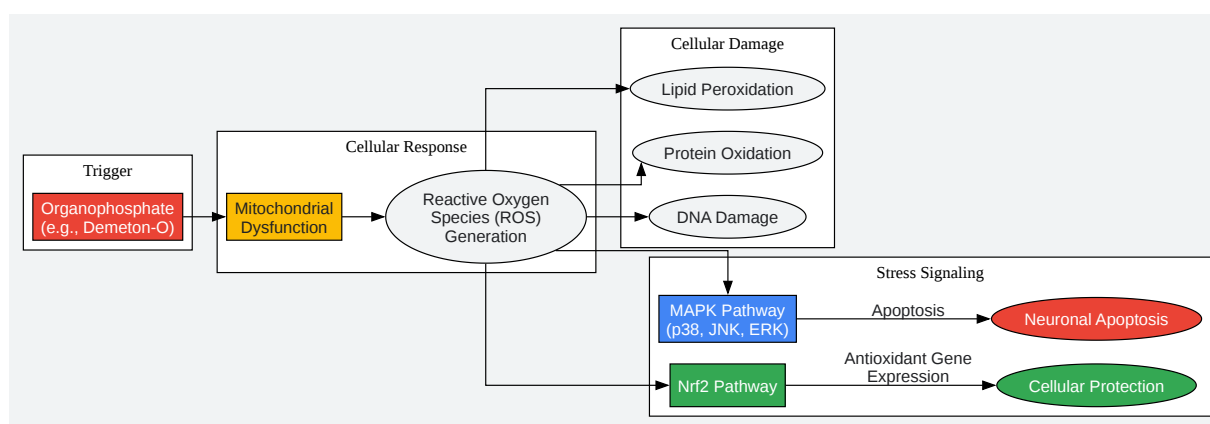 Trigger
Organophosphate
(e.g., Demeton-O)
Cellular Response
Mitochondrial
Dysfunction
Reactive Oxygen
Species (ROS)
Generation
Cellular Damage
Lipid Peroxidation
Protein Oxidation
DNA Damage
Stress Signaling
MAPK Pathway
(p38, JNK, ERK)
Apoptosis
Neuronal Apoptosis
Nrf2 Pathway
Antioxidant Gene
Expression
Cellular Protection